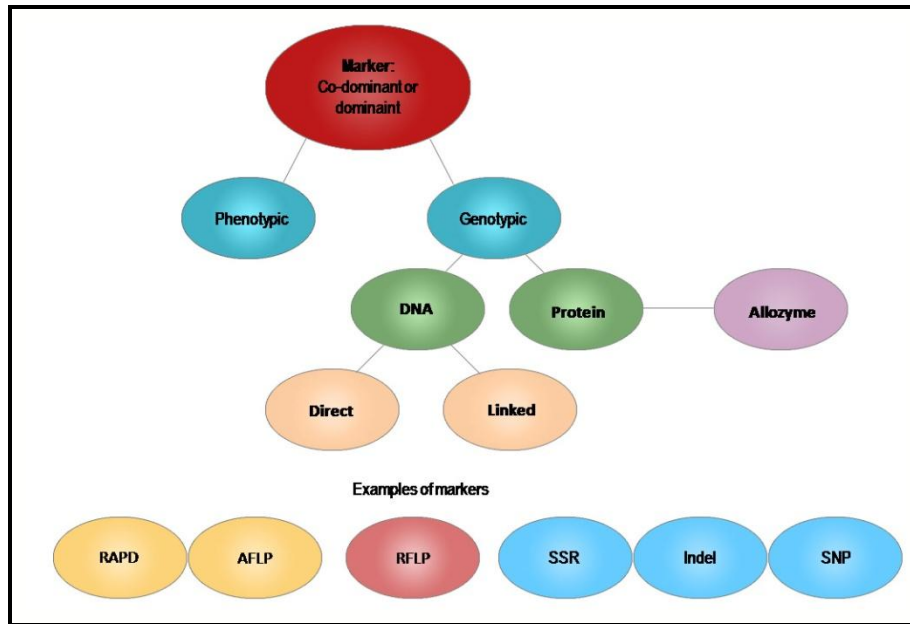 Marker:
Co-dominant or
dominaint
Phenotypic
Genotypic
DNA
Protein
Allozyme
Direct
Linked
Examples of markers
RAPD
AFLP
RFLP
SSR
Indel
SNP